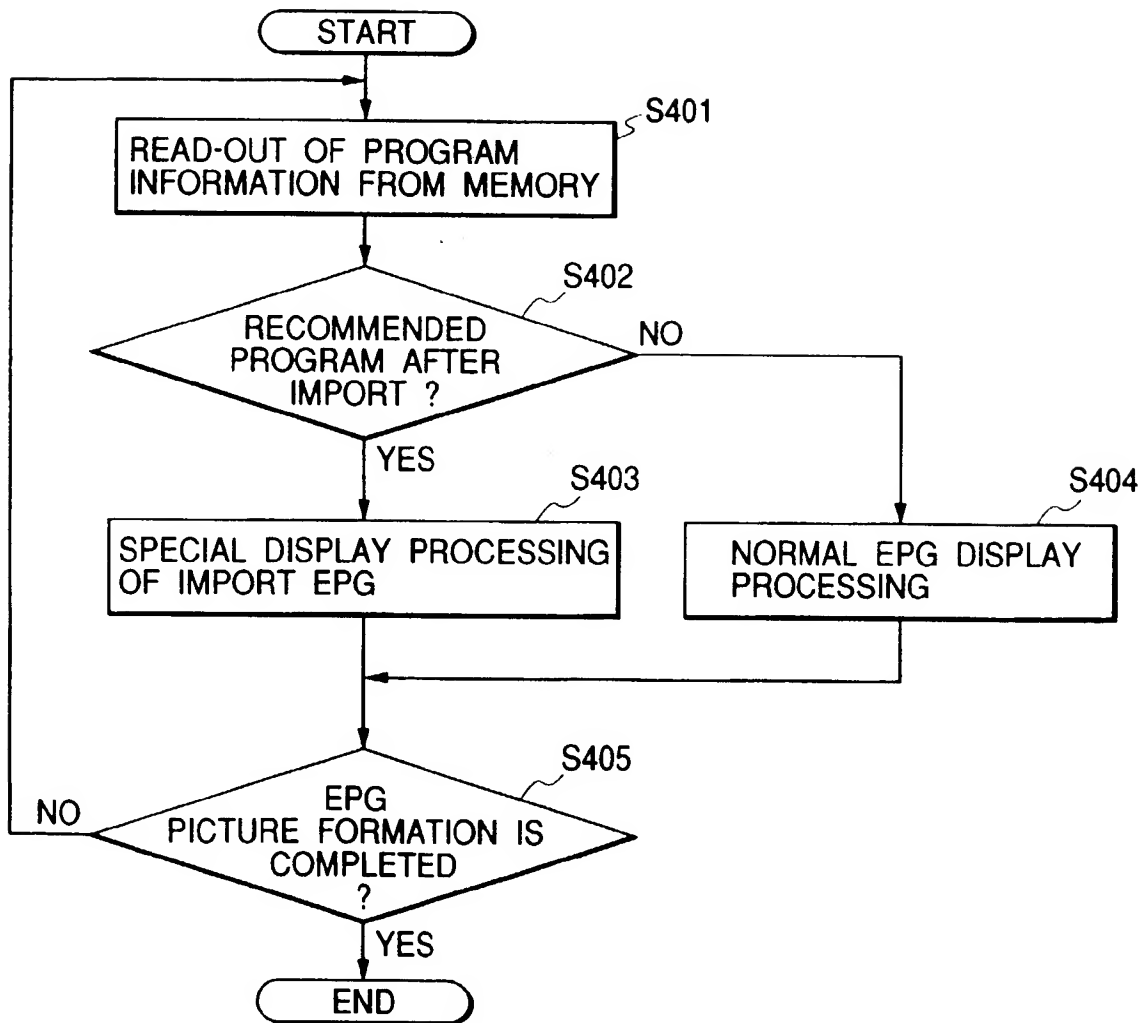 START
S401
READ-OUT OF PROGRAM
INFORMATION FROM MEMORY
S402
RECOMMENDED
PROGRAM AFTER
IMPORT ?
NO
YES
S403
SPECIAL DISPLAY PROCESSING
OF IMPORT EPG
S404
NORMAL EPG DISPLAY
PROCESSING
S405
EPG
PICTURE FORMATION IS
COMPLETED
?
NO
YES
END